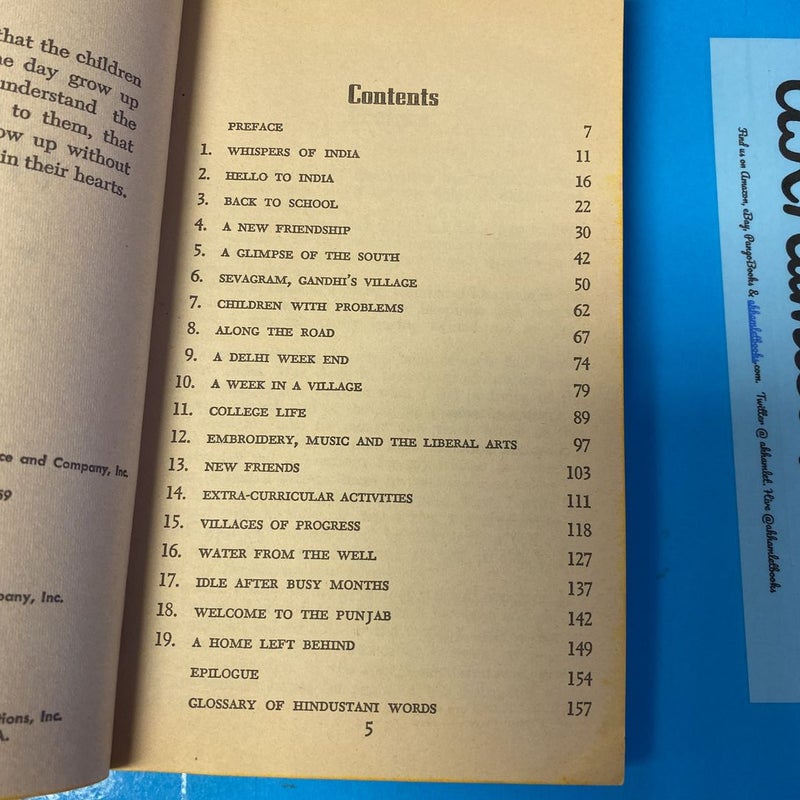 that the children
e day grow up
understand the
to them, that
ow up without
in their hearts.
ce and Company, Inc.
59
pany, Inc.
tions, Inc.
A.
Contents
PREFACE 7
1. WHISPERS OF INDIA 11
2. HELLO TO INDIA 16
3. BACK TO SCHOOL 22
4. A NEW FRIENDSHIP 30
5. A GLIMPSE OF THE SOUTH 42
6. SEVAGRAM, GANDHI'S VILLAGE 50
7. CHILDREN WITH PROBLEMS 62
8. ALONG THE ROAD 67
9. A DELHI WEEK END 74
10. A WEEK IN A VILLAGE 79
11. COLLEGE LIFE 89
12. EMBROIDERY, MUSIC AND THE LIBERAL ARTS 97
13. NEW FRIENDS 103
14. EXTRA-CURRICULAR ACTIVITIES 111
15. VILLAGES OF PROGRESS 118
16. WATER FROM THE WELL 127
17. IDLE AFTER BUSY MONTHS 137
18. WELCOME TO THE PUNJAB 142
19. A HOME LEFT BEHIND 149
EPILOGUE 154
GLOSSARY OF HINDUSTANI WORDS 157
5
Find us on Amazon, eBay, PangoBooks & akhamletbooks.com. Twitter @ akhamlet. Hive @akhamletbooks